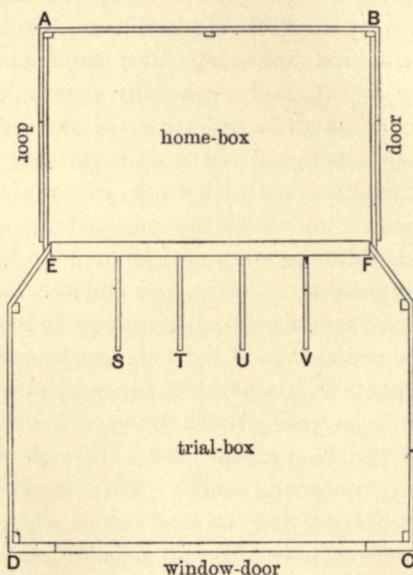 A B
door home-box door
E F
S T U V
trial-box
D C
window-door